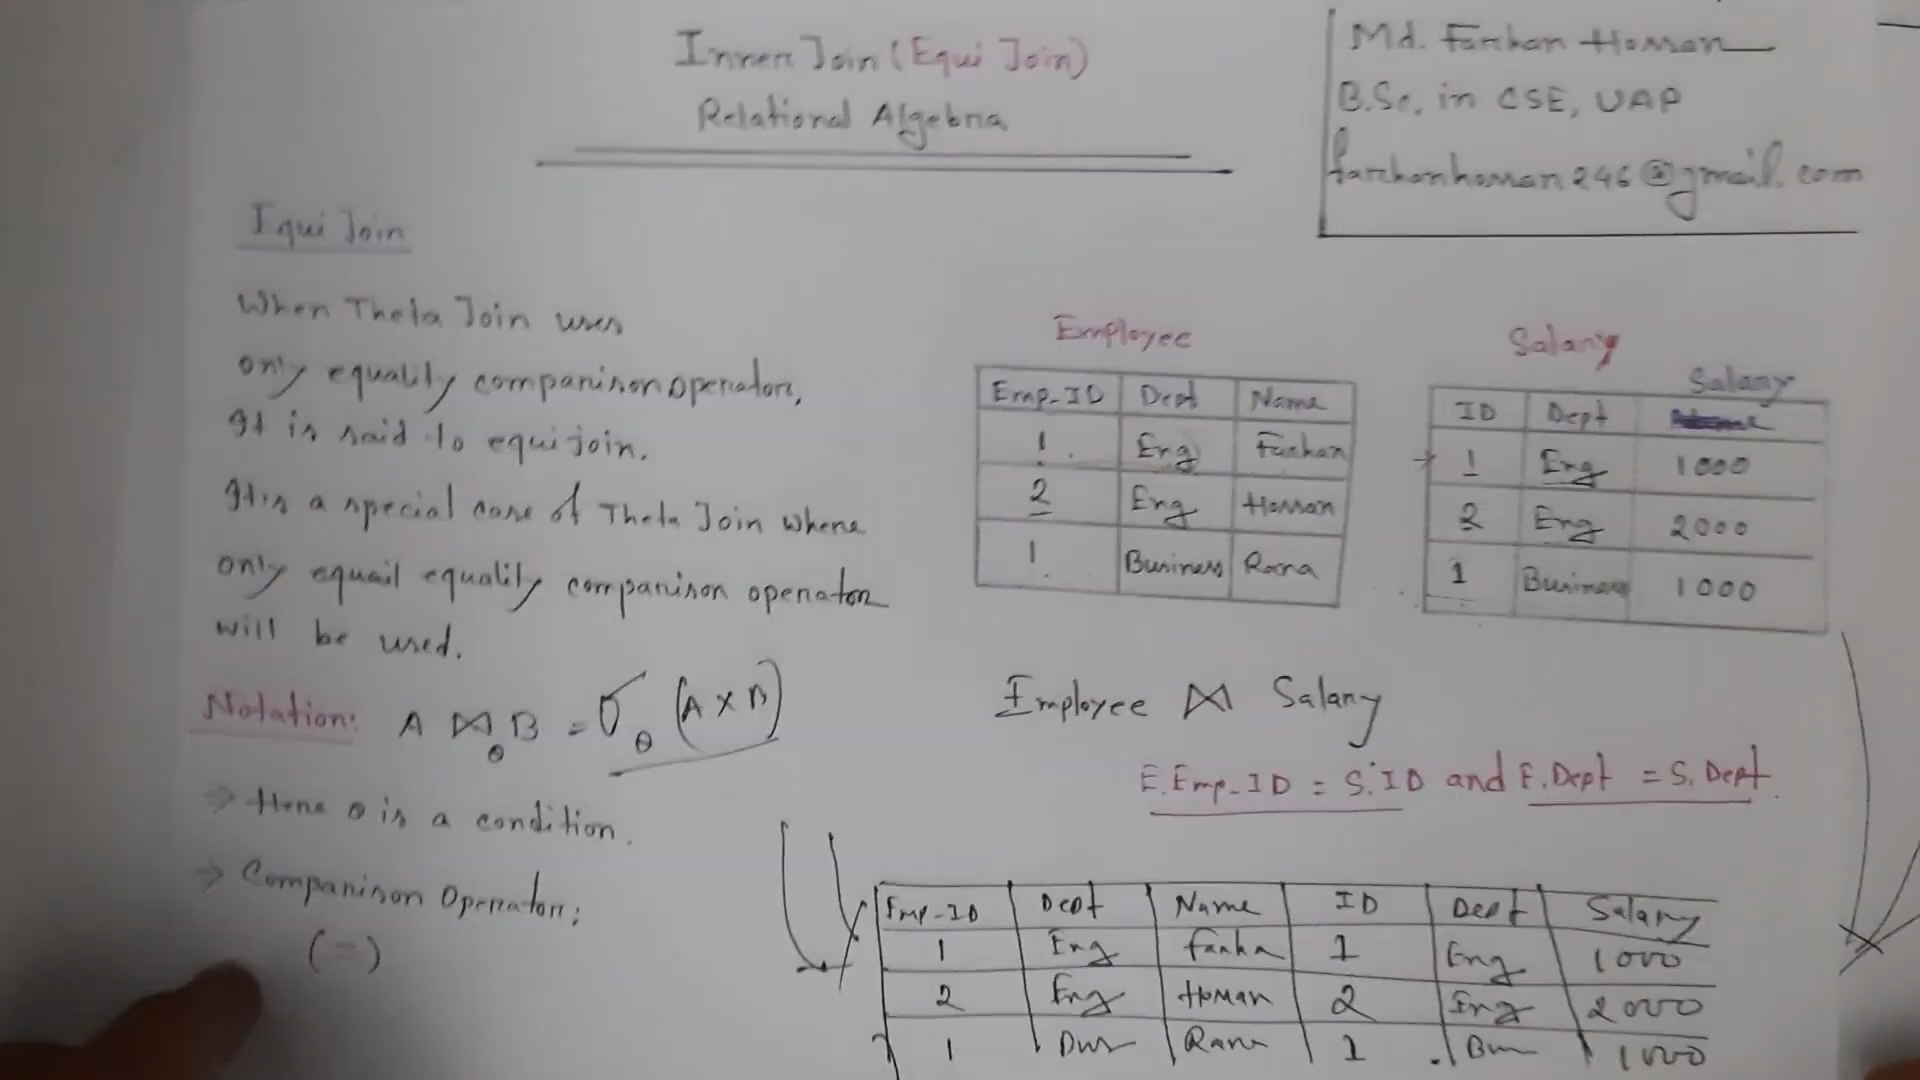 Inner Join (Equi Join)
Relational Algebra
Md. Farhan Hossan
B.Sc. in CSE, UAP
farhanhossan246@gmail.com
Equi Join
When Theta Join uses
only equality comparison operator,
It is said to equi join.
It is a special case of Theta Join where
only equail equality comparison operator
will be used.
Notation: A ⋈θ B = σθ (A × B)
⇒ Here θ is a condition.
⇒ Comparison Operator:
(=)
Employee
Emp-ID Dept Name
1 Eng Farhan
2 Eng Hossan
1 Business Rana
Salary
Salary
ID Dept
1 Eng 1000
2 Eng 2000
1 Business 1000
Employee ⋈ Salary
E.Emp-ID = S.ID and E.Dept = S.Dept
Emp-ID Dept Name ID Dept Salary
1 Eng Farha 1 Eng 1000
2 Eng Hossan 2 Eng 2000
1 Bus Rana 1 Bus 1000